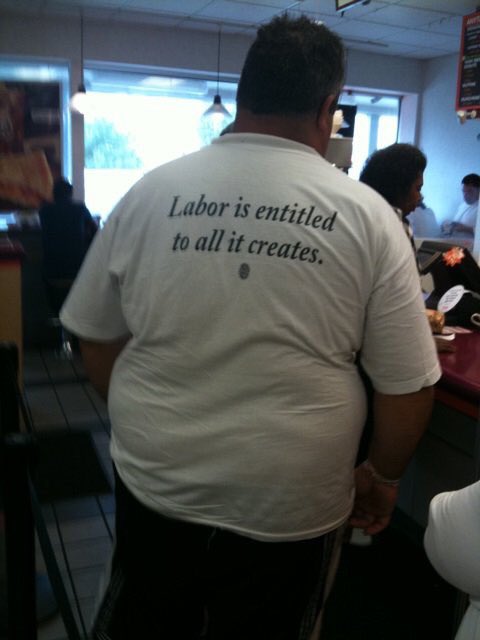 Labor is entitled
to all it creates.